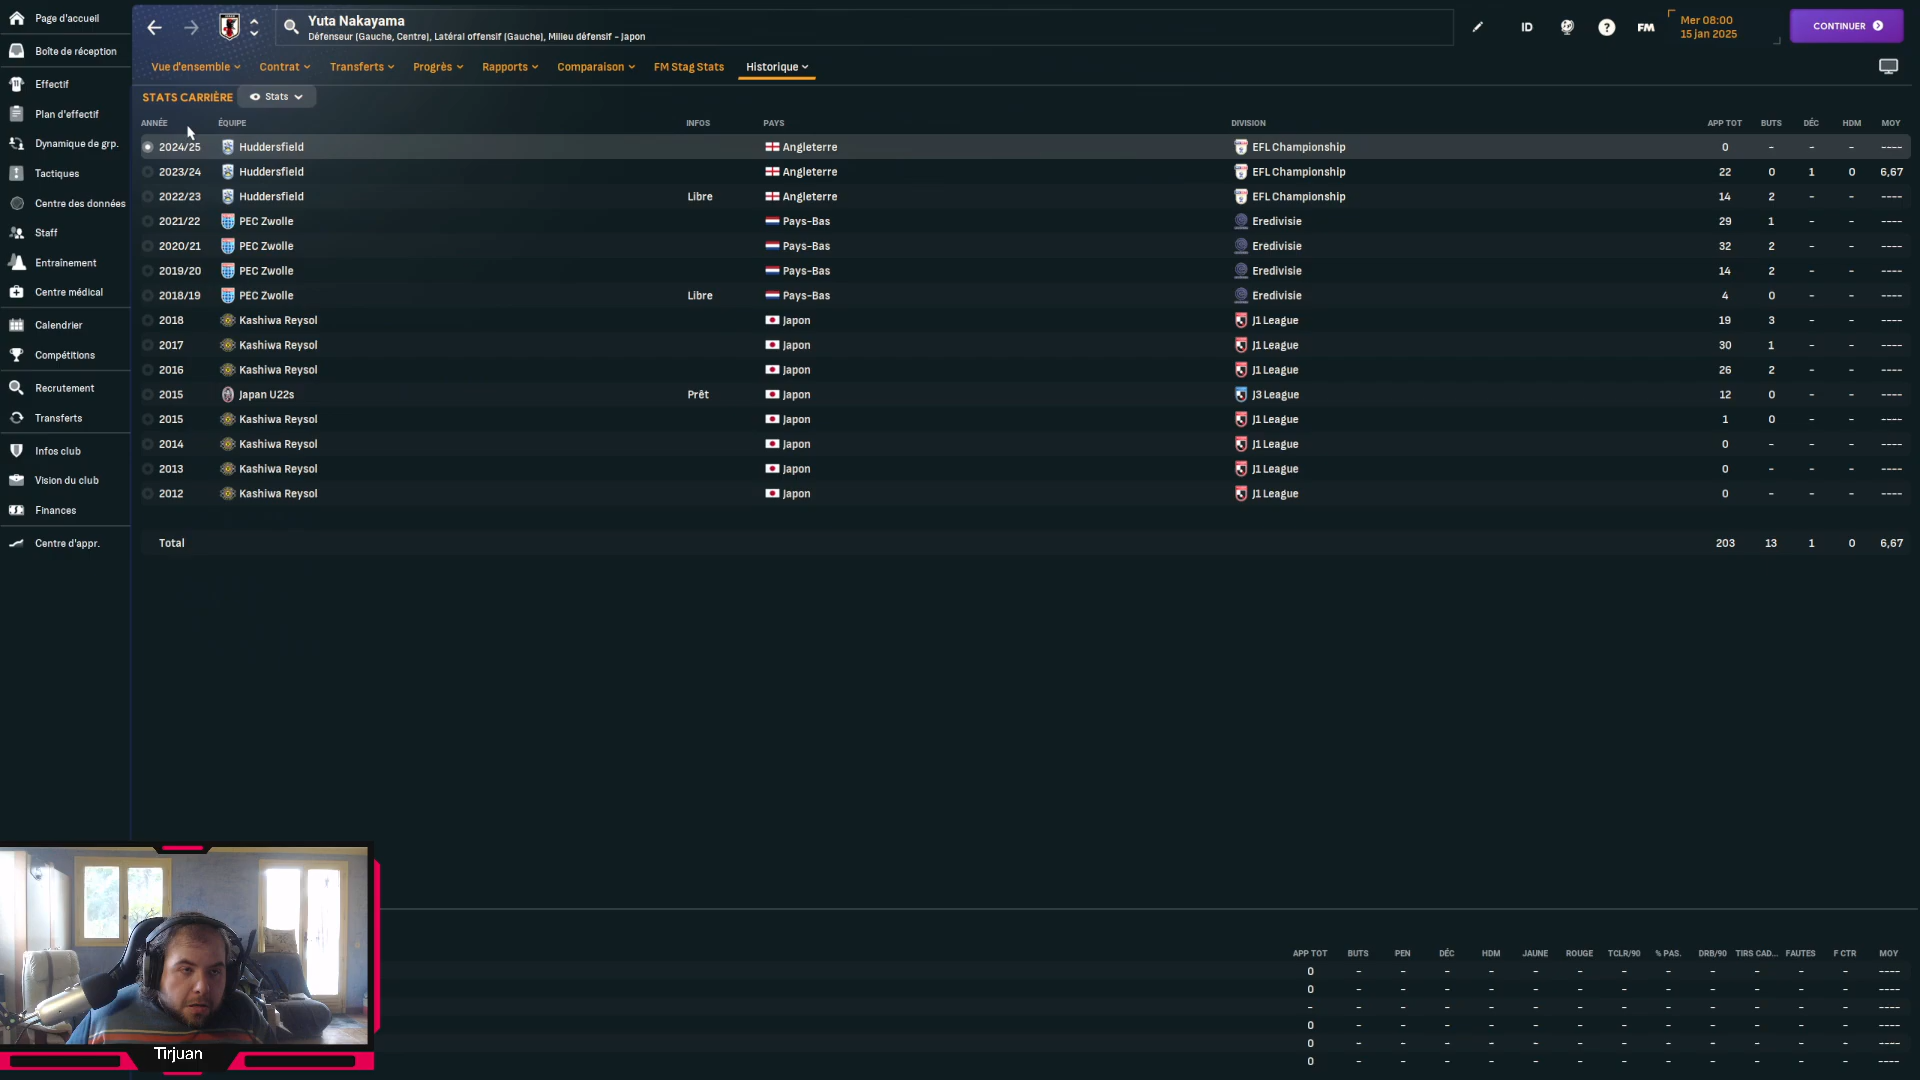 Page d'accueil
Boîte de réception
Effectif
Plan d'effectif
Dynamique de grp.
Tactiques
Centre des données
Staff
Entraînement
Centre médical
Calendrier
Compétitions
Recrutement
Transferts
Infos club
Vision du club
Finances
Centre d'appr.
Yuta Nakayama
Défenseur (Gauche, Centre), Latéral offensif (Gauche), Milieu défensif - Japon
ID
?
FM
Mer 08:00
15 jan 2025
CONTINUER
Vue d'ensemble Contrat Transferts Progrès Rapports Comparaison FM Stag Stats Historique
STATS CARRIÈRE Stats
ANNÉE ÉQUIPE INFOS PAYS DIVISION APP TOT BUTS DÉC HDM MOY
2024/25 Huddersfield Angleterre EFL Championship 0 - - - ----
2023/24 Huddersfield Angleterre EFL Championship 22 0 1 0 6,67
2022/23 Huddersfield Libre Angleterre EFL Championship 14 2 - - ----
2021/22 PEC Zwolle Pays-Bas Eredivisie 29 1 - - ----
2020/21 PEC Zwolle Pays-Bas Eredivisie 32 2 - - ----
2019/20 PEC Zwolle Pays-Bas Eredivisie 14 2 - - ----
2018/19 PEC Zwolle Libre Pays-Bas Eredivisie 4 0 - - ----
2018 Kashiwa Reysol Japon J1 League 19 3 - - ----
2017 Kashiwa Reysol Japon J1 League 30 1 - - ----
2016 Kashiwa Reysol Japon J1 League 26 2 - - ----
2015 Japan U22s Prêt Japon J3 League 12 0 - - ----
2015 Kashiwa Reysol Japon J1 League 1 0 - - ----
2014 Kashiwa Reysol Japon J1 League 0 - - - ----
2013 Kashiwa Reysol Japon J1 League 0 - - - ----
2012 Kashiwa Reysol Japon J1 League 0 - - - ----
Total 203 13 1 0 6,67
APP TOT BUTS PEN DÉC HDM JAUNE ROUGE TCLR/90 % PAS. DRB/90 TIRS CAD... FAUTES F CTR MOY
0 - - - - - - - - - - - - ----
0 - - - - - - - - - - - - ----
- - - - - - - - - - - - - ----
0 - - - - - - - - - - - - ----
0 - - - - - - - - - - - - ----
0 - - - - - - - - - - - - ----
Tirjuan